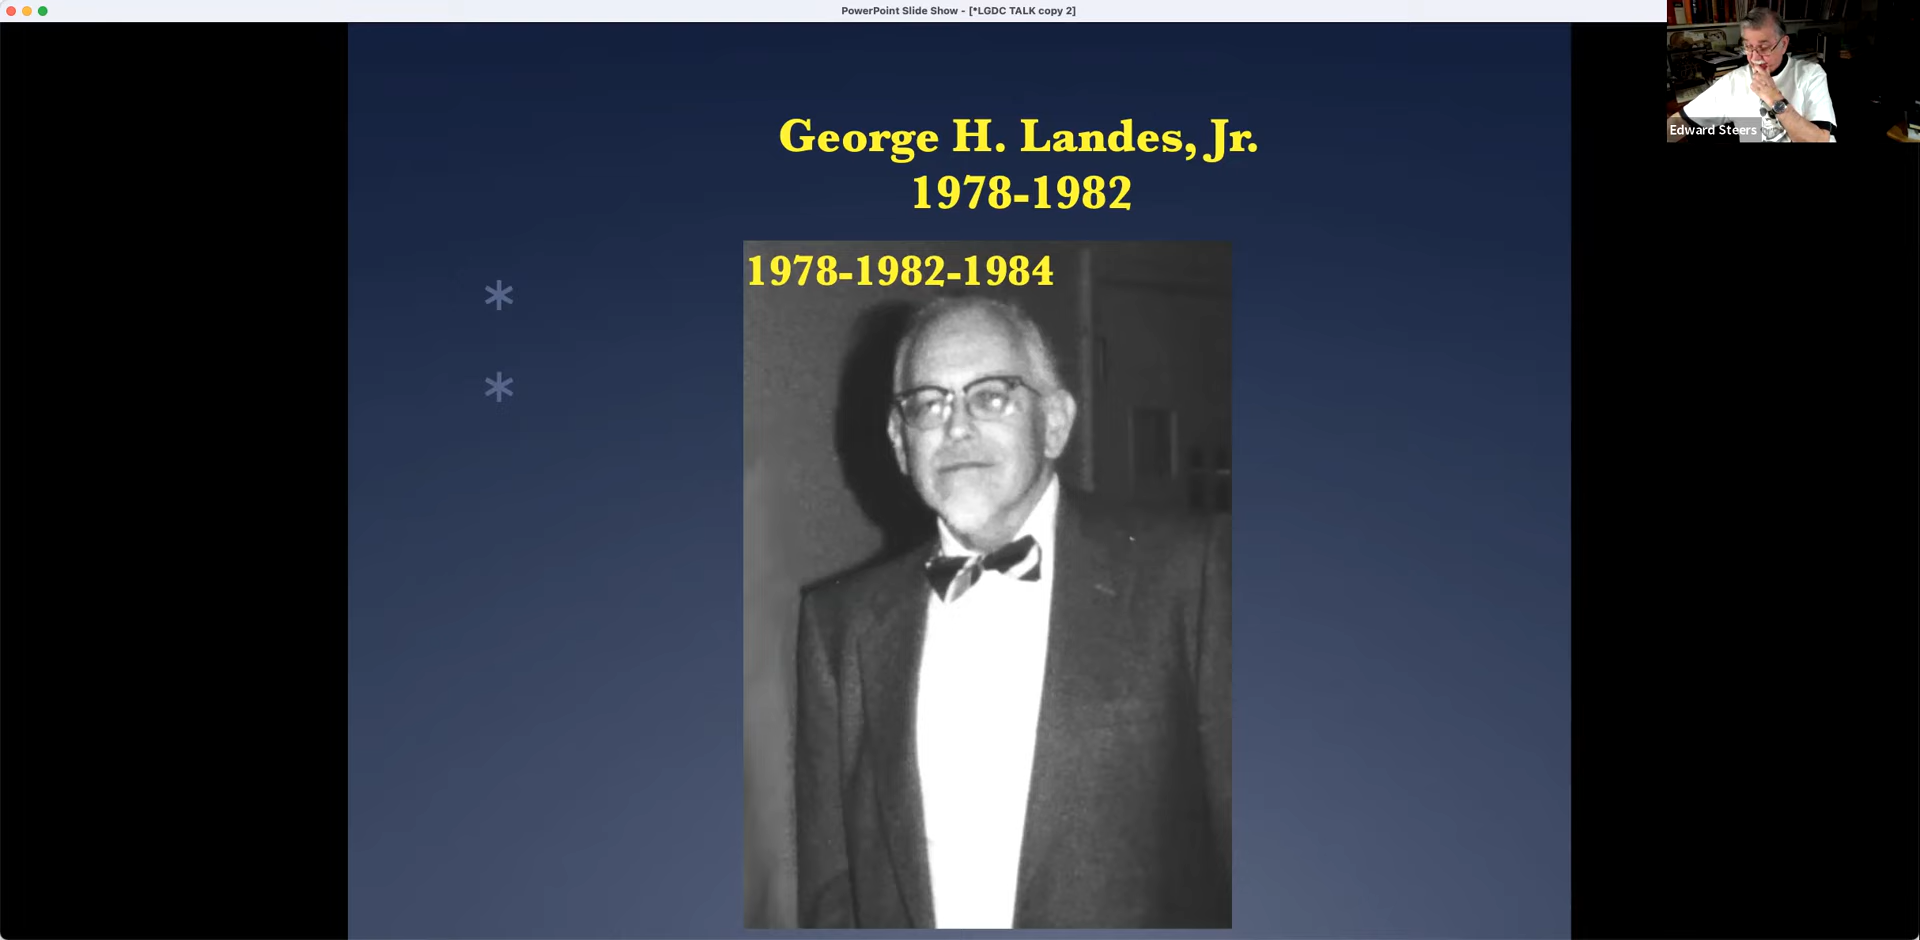 PowerPoint Slide Show - [*LGDC TALK copy 2]
Edward Steers
George H. Landes, Jr.
1978-1982
1978-1982-1984
*
*